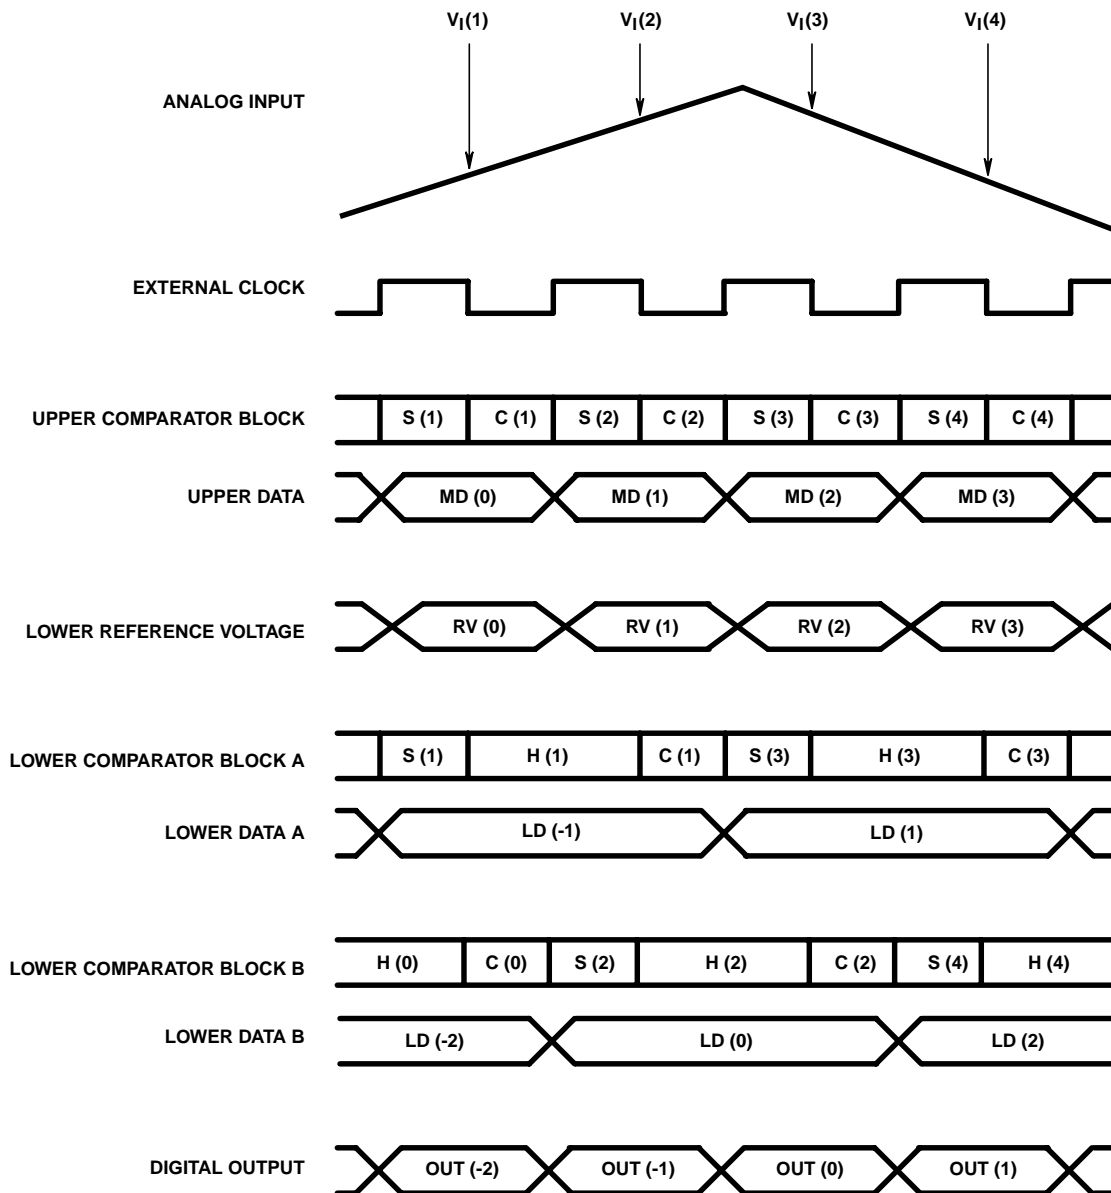 V_I(1) V_I(2) V_I(3) V_I(4)
ANALOG INPUT
EXTERNAL CLOCK
UPPER COMPARATOR BLOCK S (1) C (1) S (2) C (2) S (3) C (3) S (4) C (4)
UPPER DATA MD (0) MD (1) MD (2) MD (3)
LOWER REFERENCE VOLTAGE RV (0) RV (1) RV (2) RV (3)
LOWER COMPARATOR BLOCK A S (1) H (1) C (1) S (3) H (3) C (3)
LOWER DATA A LD (-1) LD (1)
LOWER COMPARATOR BLOCK B H (0) C (0) S (2) H (2) C (2) S (4) H (4)
LOWER DATA B LD (-2) LD (0) LD (2)
DIGITAL OUTPUT OUT (-2) OUT (-1) OUT (0) OUT (1)